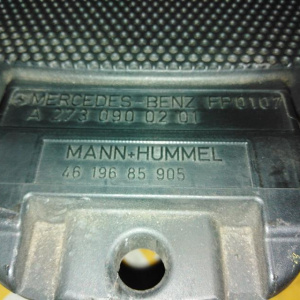 MERCEDES-BENZ FP0107
A 273 090 02 01
MANN+HUMMEL
46 196 85 905